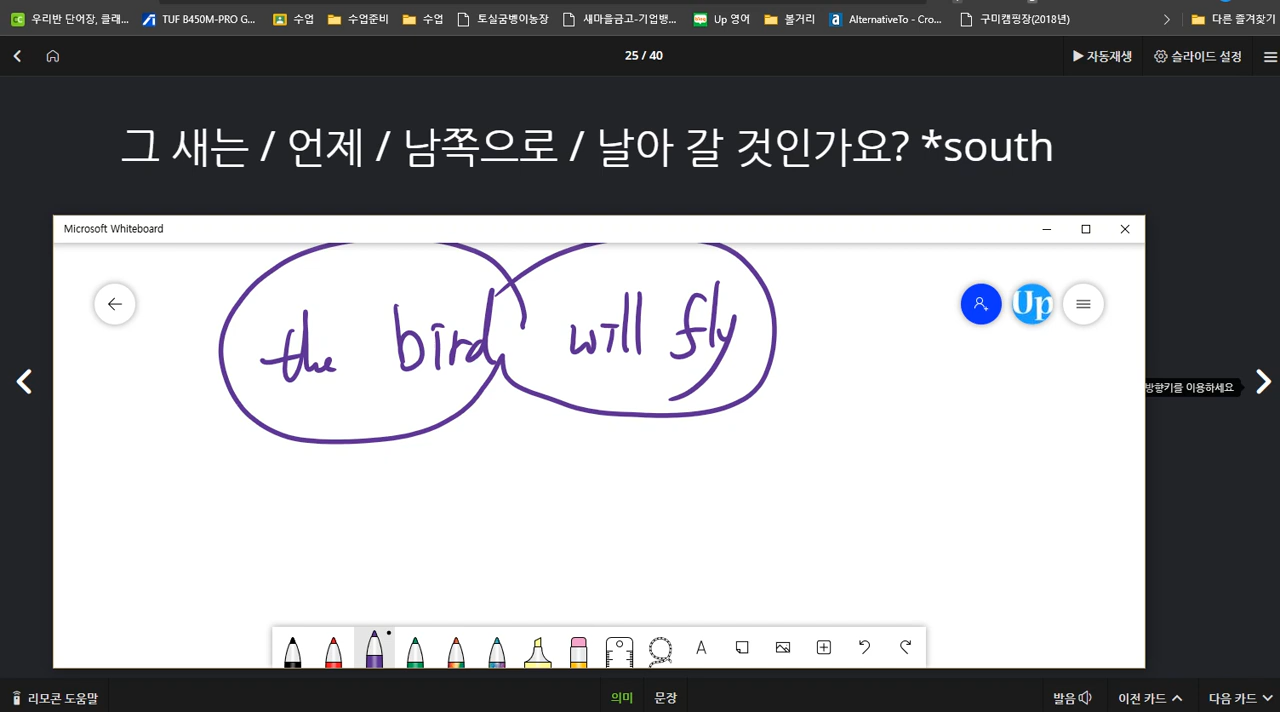 우리반 단어장, 클래... TUF B450M-PRO G... 수업 수업준비 수업 토실굼벵이농장 새마을금고-기업뱅... Up 영어 볼거리 AlternativeTo - Cro... 구미캠핑장(2018년) 다른 즐겨찾기
25 / 40 ▶자동재생 슬라이드 설정
그 새는 / 언제 / 남쪽으로 / 날아 갈 것인가요? *south
Microsoft Whiteboard
Up
the bird will fly
방향키를 이용하세요
A
리모콘 도움말 의미 문장 발음 이전 카드 다음 카드